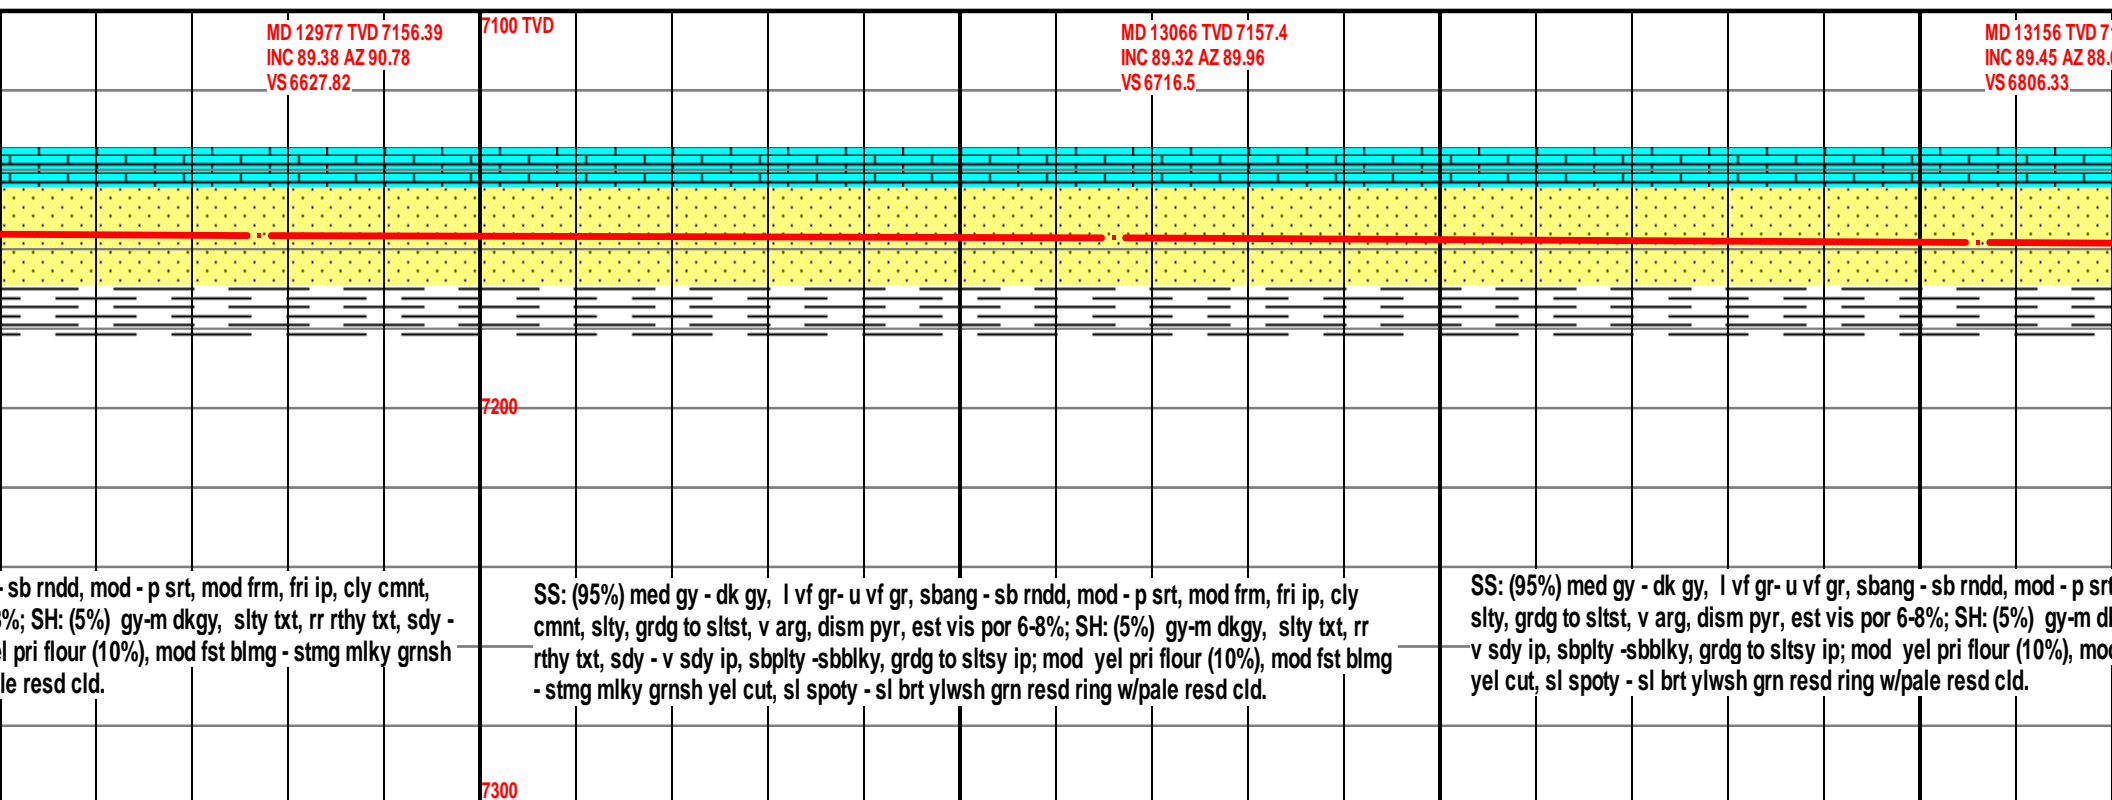 MD 12977 TVD 7156.39
INC 89.38 AZ 90.78
VS 6627.82
7100 TVD
MD 13066 TVD 7157.4
INC 89.32 AZ 89.96
VS 6716.5
MD 13156 TVD
INC 89.45 AZ 88.
VS 6806.33
7200
- sb rndd, mod - p srt, mod frm, fri ip, cly cmnt,
%; SH: (5%) gy-m dkgy, slty txt, rr rthy txt, sdy -
pri flour (10%), mod fst blmg - stmg mlky grnsh
le resd cld.
SS: (95%) med gy - dk gy, l vf gr- u vf gr, sbang - sb rndd, mod - p srt, mod frm, fri ip, cly
cmnt, slty, grdg to sltst, v arg, dism pyr, est vis por 6-8%; SH: (5%) gy-m dkgy, slty txt, rr
rthy txt, sdy - v sdy ip, sbplty -sbblky, grdg to sltsy ip; mod yel pri flour (10%), mod fst blmg
- stmg mlky grnsh yel cut, sl spoty - sl brt ylwsh grn resd ring w/pale resd cld.
SS: (95%) med gy - dk gy, l vf gr- u vf gr, sbang - sb rndd, mod - p srt
slty, grdg to sltst, v arg, dism pyr, est vis por 6-8%; SH: (5%) gy-m
v sdy ip, sbplty -sbblky, grdg to sltsy ip; mod yel pri flour (10%),
yel cut, sl spoty - sl brt ylwsh grn resd ring w/pale resd cld.
7300